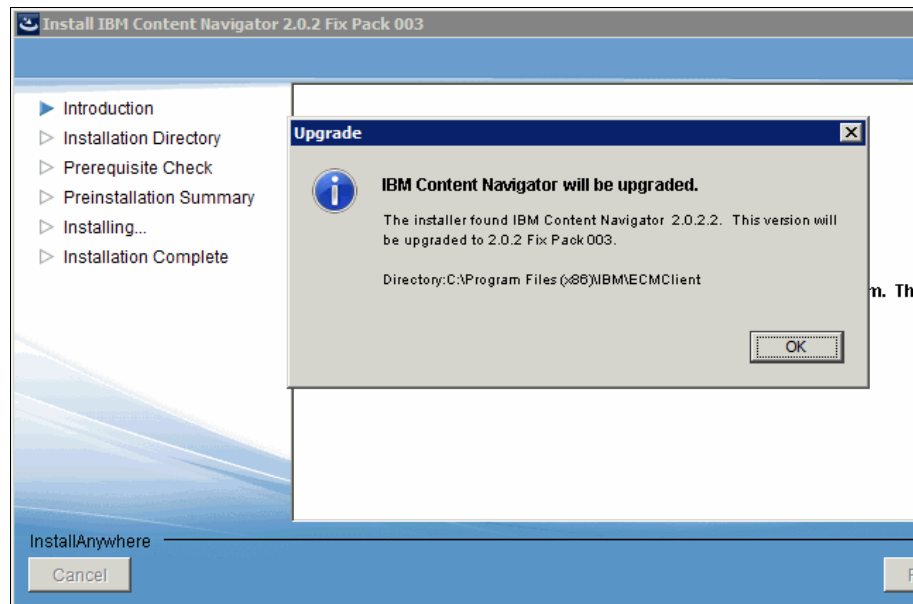 Install IBM Content Navigator 2.0.2 Fix Pack 003
Introduction
Installation Directory
Prerequisite Check
Preinstallation Summary
Installing...
Installation Complete
Upgrade
IBM Content Navigator will be upgraded.
The installer found IBM Content Navigator 2.0.2.2. This version will
be upgraded to 2.0.2 Fix Pack 003.
Directory:C:\Program Files (x86)\IBM\ECMClient
OK
InstallAnywhere
Cancel